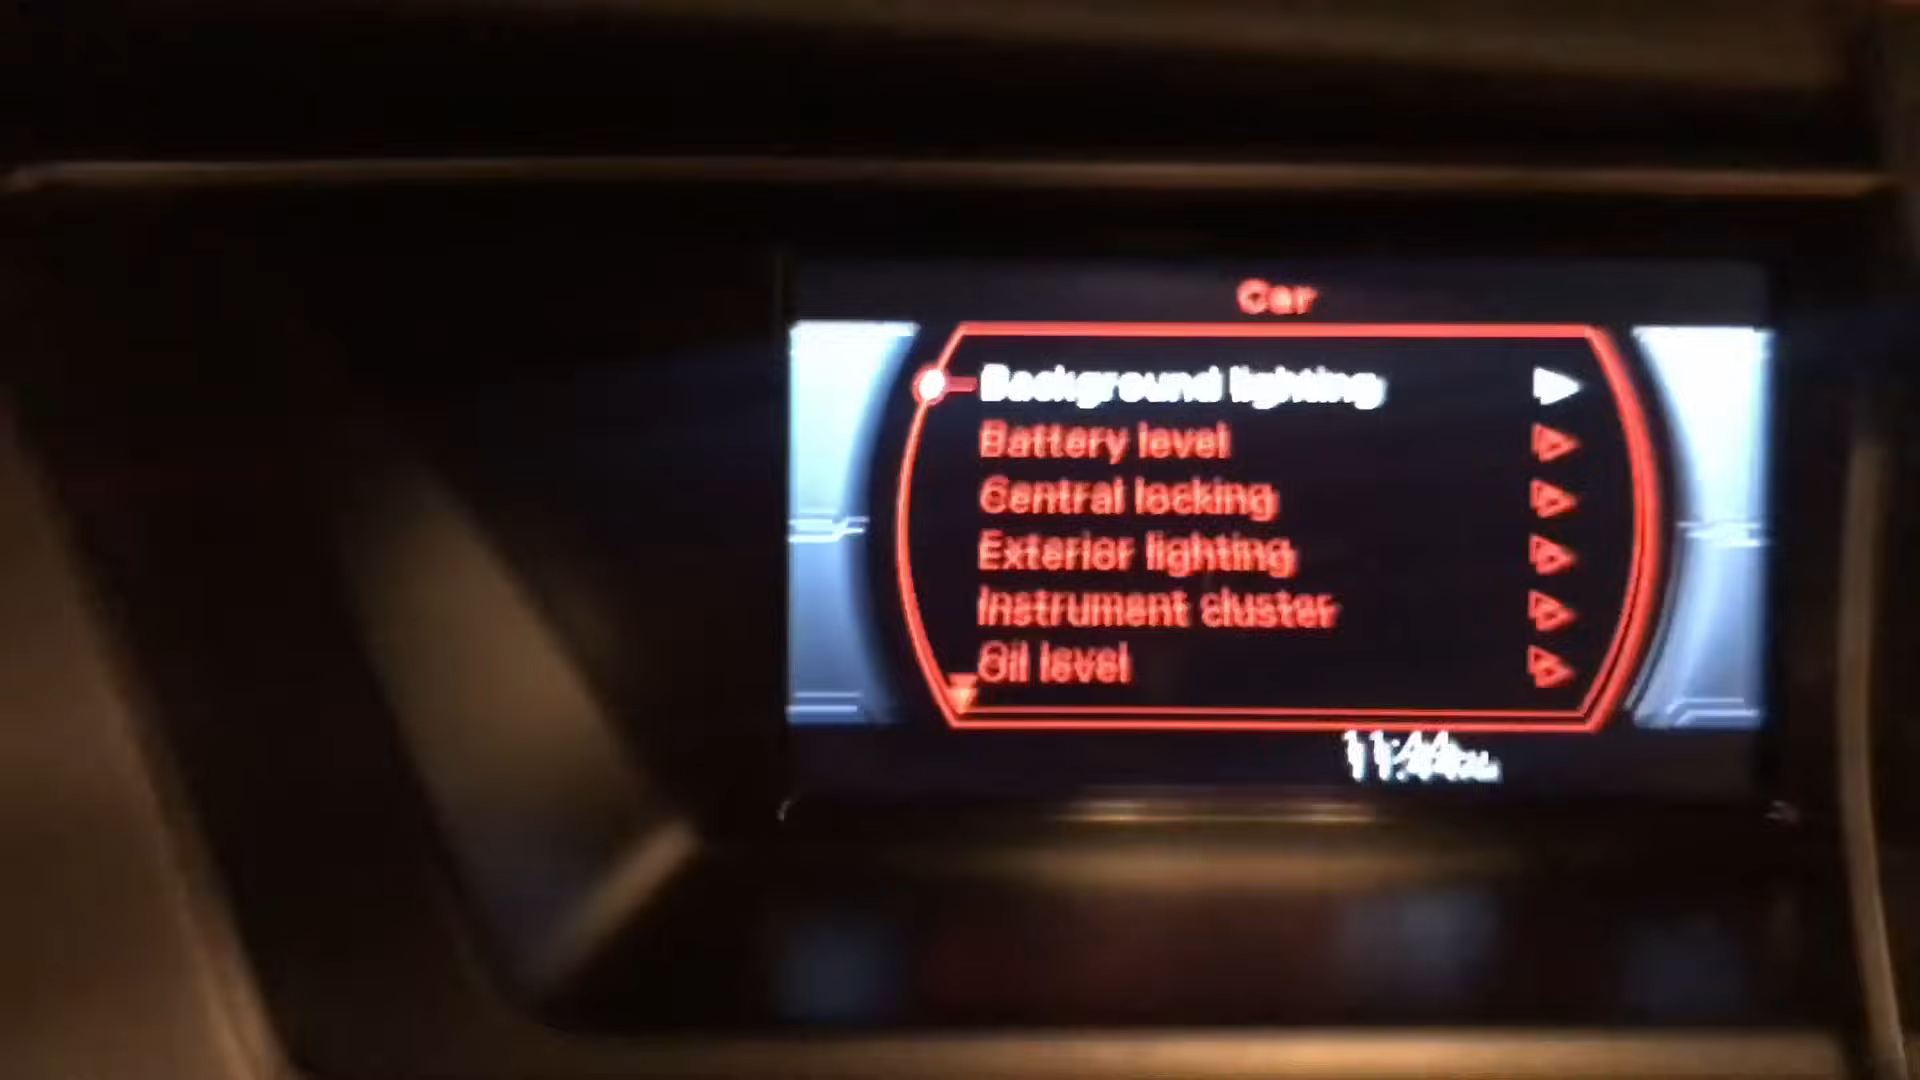 Car
Background lighting
Battery level
Central locking
Exterior lighting
Instrument cluster
Oil level
11:44